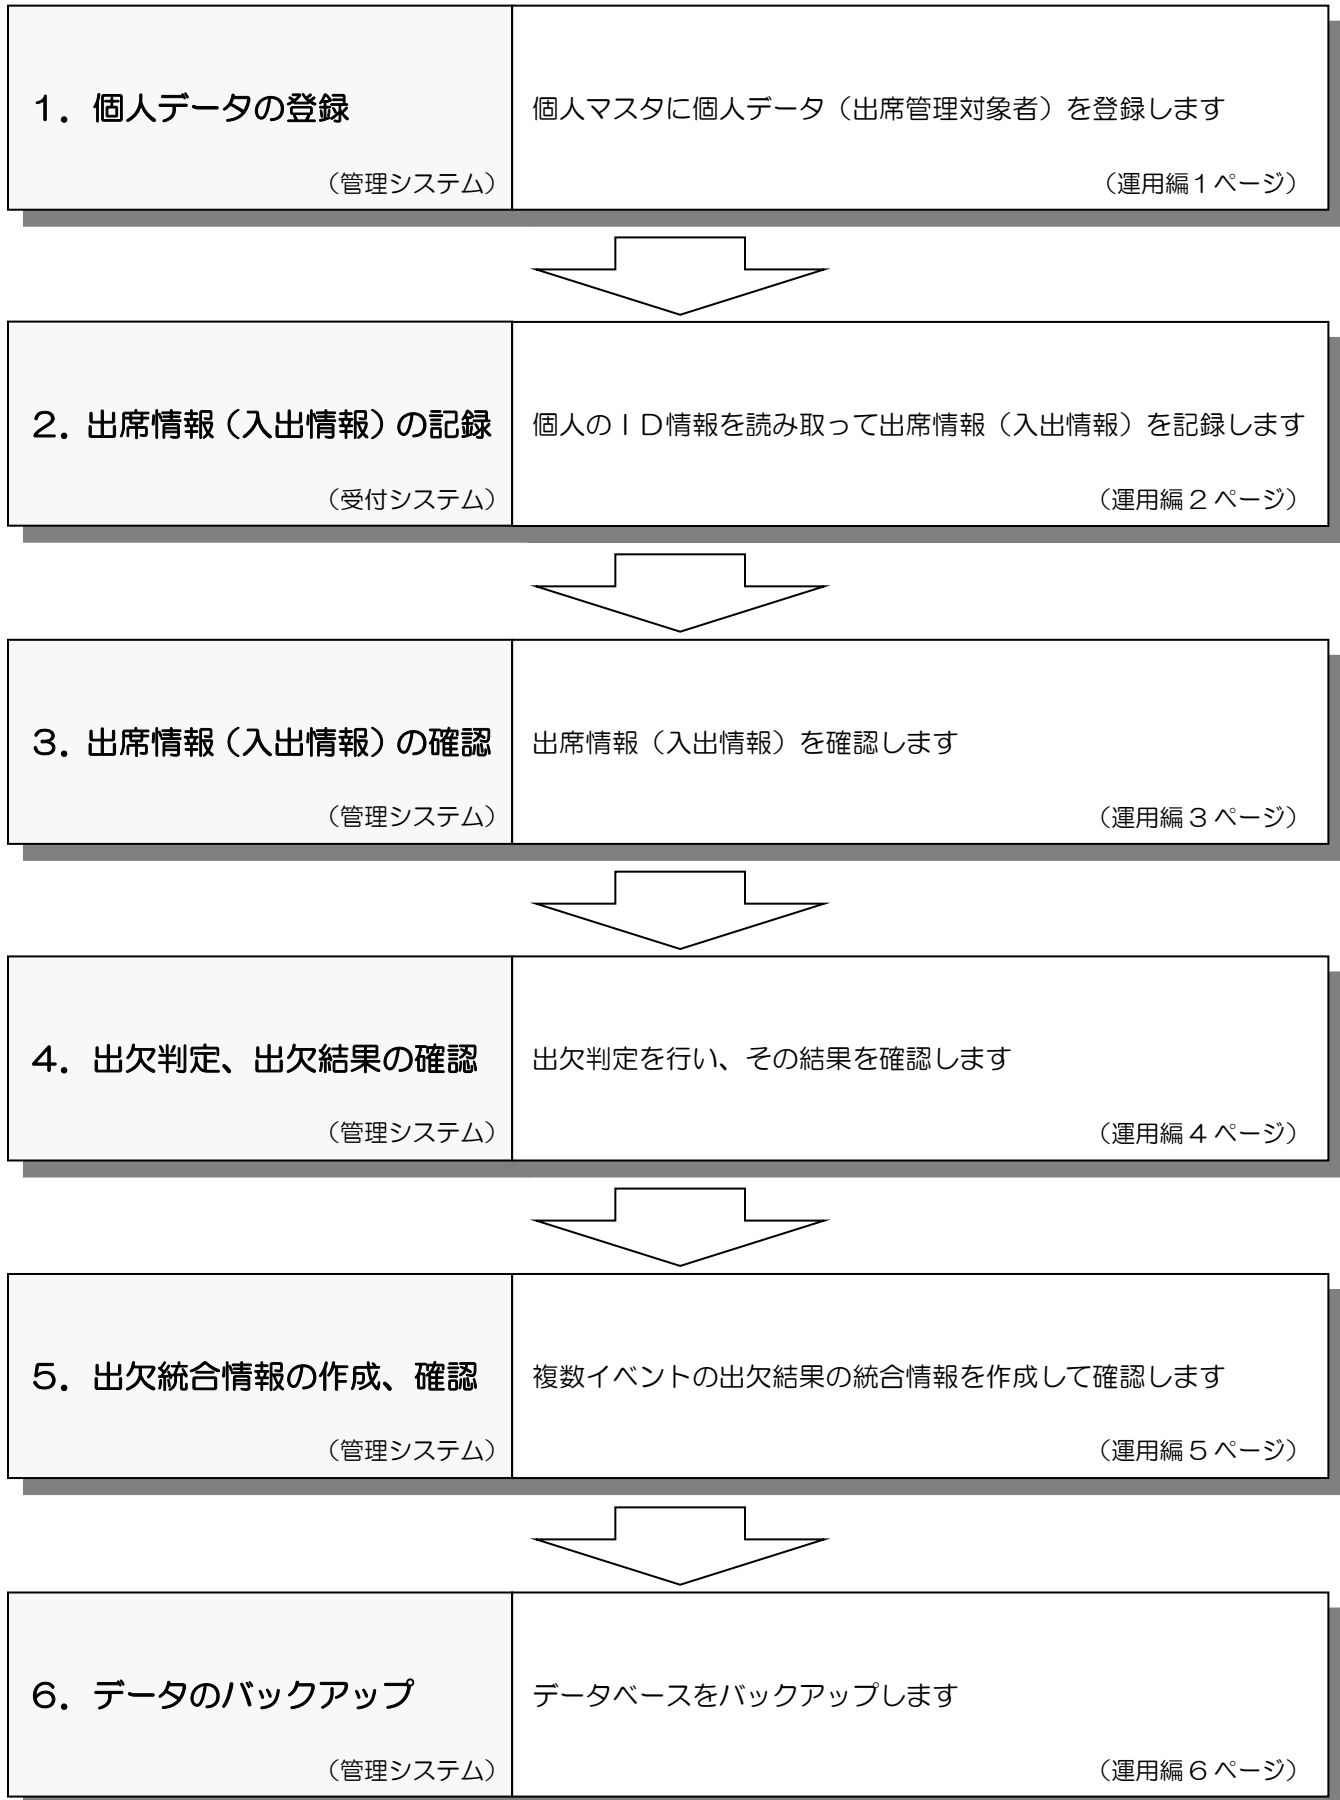 １．個人データの登録
（管理システム）
個人マスタに個人データ（出席管理対象者）を登録します
（運用編１ページ）
２．出席情報（入出情報）の記録
（受付システム）
個人のＩＤ情報を読み取って出席情報（入出情報）を記録します
（運用編２ページ）
３．出席情報（入出情報）の確認
（管理システム）
出席情報（入出情報）を確認します
（運用編３ページ）
４．出欠判定、出欠結果の確認
（管理システム）
出欠判定を行い、その結果を確認します
（運用編４ページ）
５．出欠統合情報の作成、確認
（管理システム）
複数イベントの出欠結果の統合情報を作成して確認します
（運用編５ページ）
６．データのバックアップ
（管理システム）
データベースをバックアップします
（運用編６ページ）